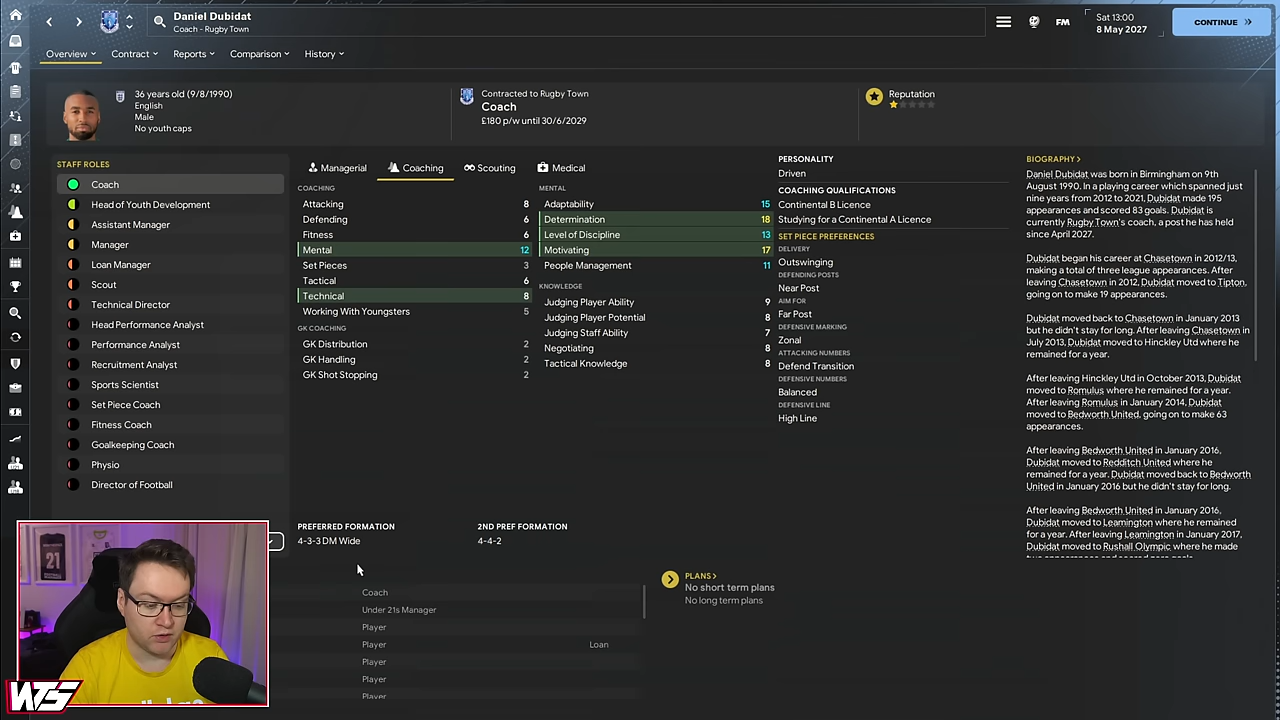 Daniel Dubidat
Coach - Rugby Town
FM
Sat 13:00
8 May 2027
CONTINUE
Overview
Contract
Reports
Comparison
History
36 years old (9/8/1990)
English
Male
No youth caps
Contracted to Rugby Town
Coach
£180 p/w until 30/6/2029
Reputation
STAFF ROLES
Coach
Head of Youth Development
Assistant Manager
Manager
Loan Manager
Scout
Technical Director
Head Performance Analyst
Performance Analyst
Recruitment Analyst
Sports Scientist
Set Piece Coach
Fitness Coach
Goalkeeping Coach
Physio
Director of Football
Managerial
Coaching
Scouting
Medical
COACHING
Attacking 8
Defending 6
Fitness 6
Mental 12
Set Pieces 3
Tactical 6
Technical 8
Working With Youngsters 5
GK COACHING
GK Distribution 2
GK Handling 2
GK Shot Stopping 2
MENTAL
Adaptability 15
Determination 18
Level of Discipline 13
Motivating 17
People Management 11
KNOWLEDGE
Judging Player Ability 9
Judging Player Potential 8
Judging Staff Ability 7
Negotiating 8
Tactical Knowledge 8
PERSONALITY
Driven
COACHING QUALIFICATIONS
Continental B Licence
Studying for a Continental A Licence
SET PIECE PREFERENCES
DELIVERY
Outswinging
DEFENDING POSTS
Near Post
AIM FOR
Far Post
DEFENSIVE MARKING
Zonal
ATTACKING NUMBERS
Defend Transition
DEFENSIVE NUMBERS
Balanced
DEFENSIVE LINE
High Line
BIOGRAPHY >
Daniel Dubidat was born in Birmingham on 9th
August 1990. In a playing career which spanned just
nine years from 2012 to 2021, Dubidat made 195
appearances and scored 83 goals. Dubidat is
currently Rugby Town's coach, a post he has held
since April 2027.
Dubidat began his career at Chasetown in 2012/13,
making a total of three league appearances. After
leaving Chasetown in 2012, Dubidat moved to Tipton,
going on to make 19 appearances.
Dubidat moved to Chasetown in January 2013
but he didn't stay for long. After leaving Chasetown in
July 2013, Dubidat moved to Hinckley Utd where he
remained for a year.
After leaving Hinckley Utd in October 2013, Dubidat
moved to Romulus where he remained for a year.
After leaving Romulus in January 2014, Dubidat
moved to Bedworth United, going on to make 63
appearances.
After leaving Bedworth United in January 2016,
Dubidat moved to Redditch United where he
remained for a year. Dubidat moved back to Bedworth
United in January 2016 but he didn't stay for long.
After leaving Bedworth United in January 2016,
Dubidat moved to Leamington where he remained
for a year. After leaving Leamington in January 2017,
Dubidat moved to Rushall Olympic where he made
PREFERRED FORMATION
4-3-3 DM Wide
2ND PREF FORMATION
4-4-2
Coach
Under 21s Manager
Player
Player Loan
Player
Player
Player
PLANS >
No short term plans
No long term plans
21
WTS